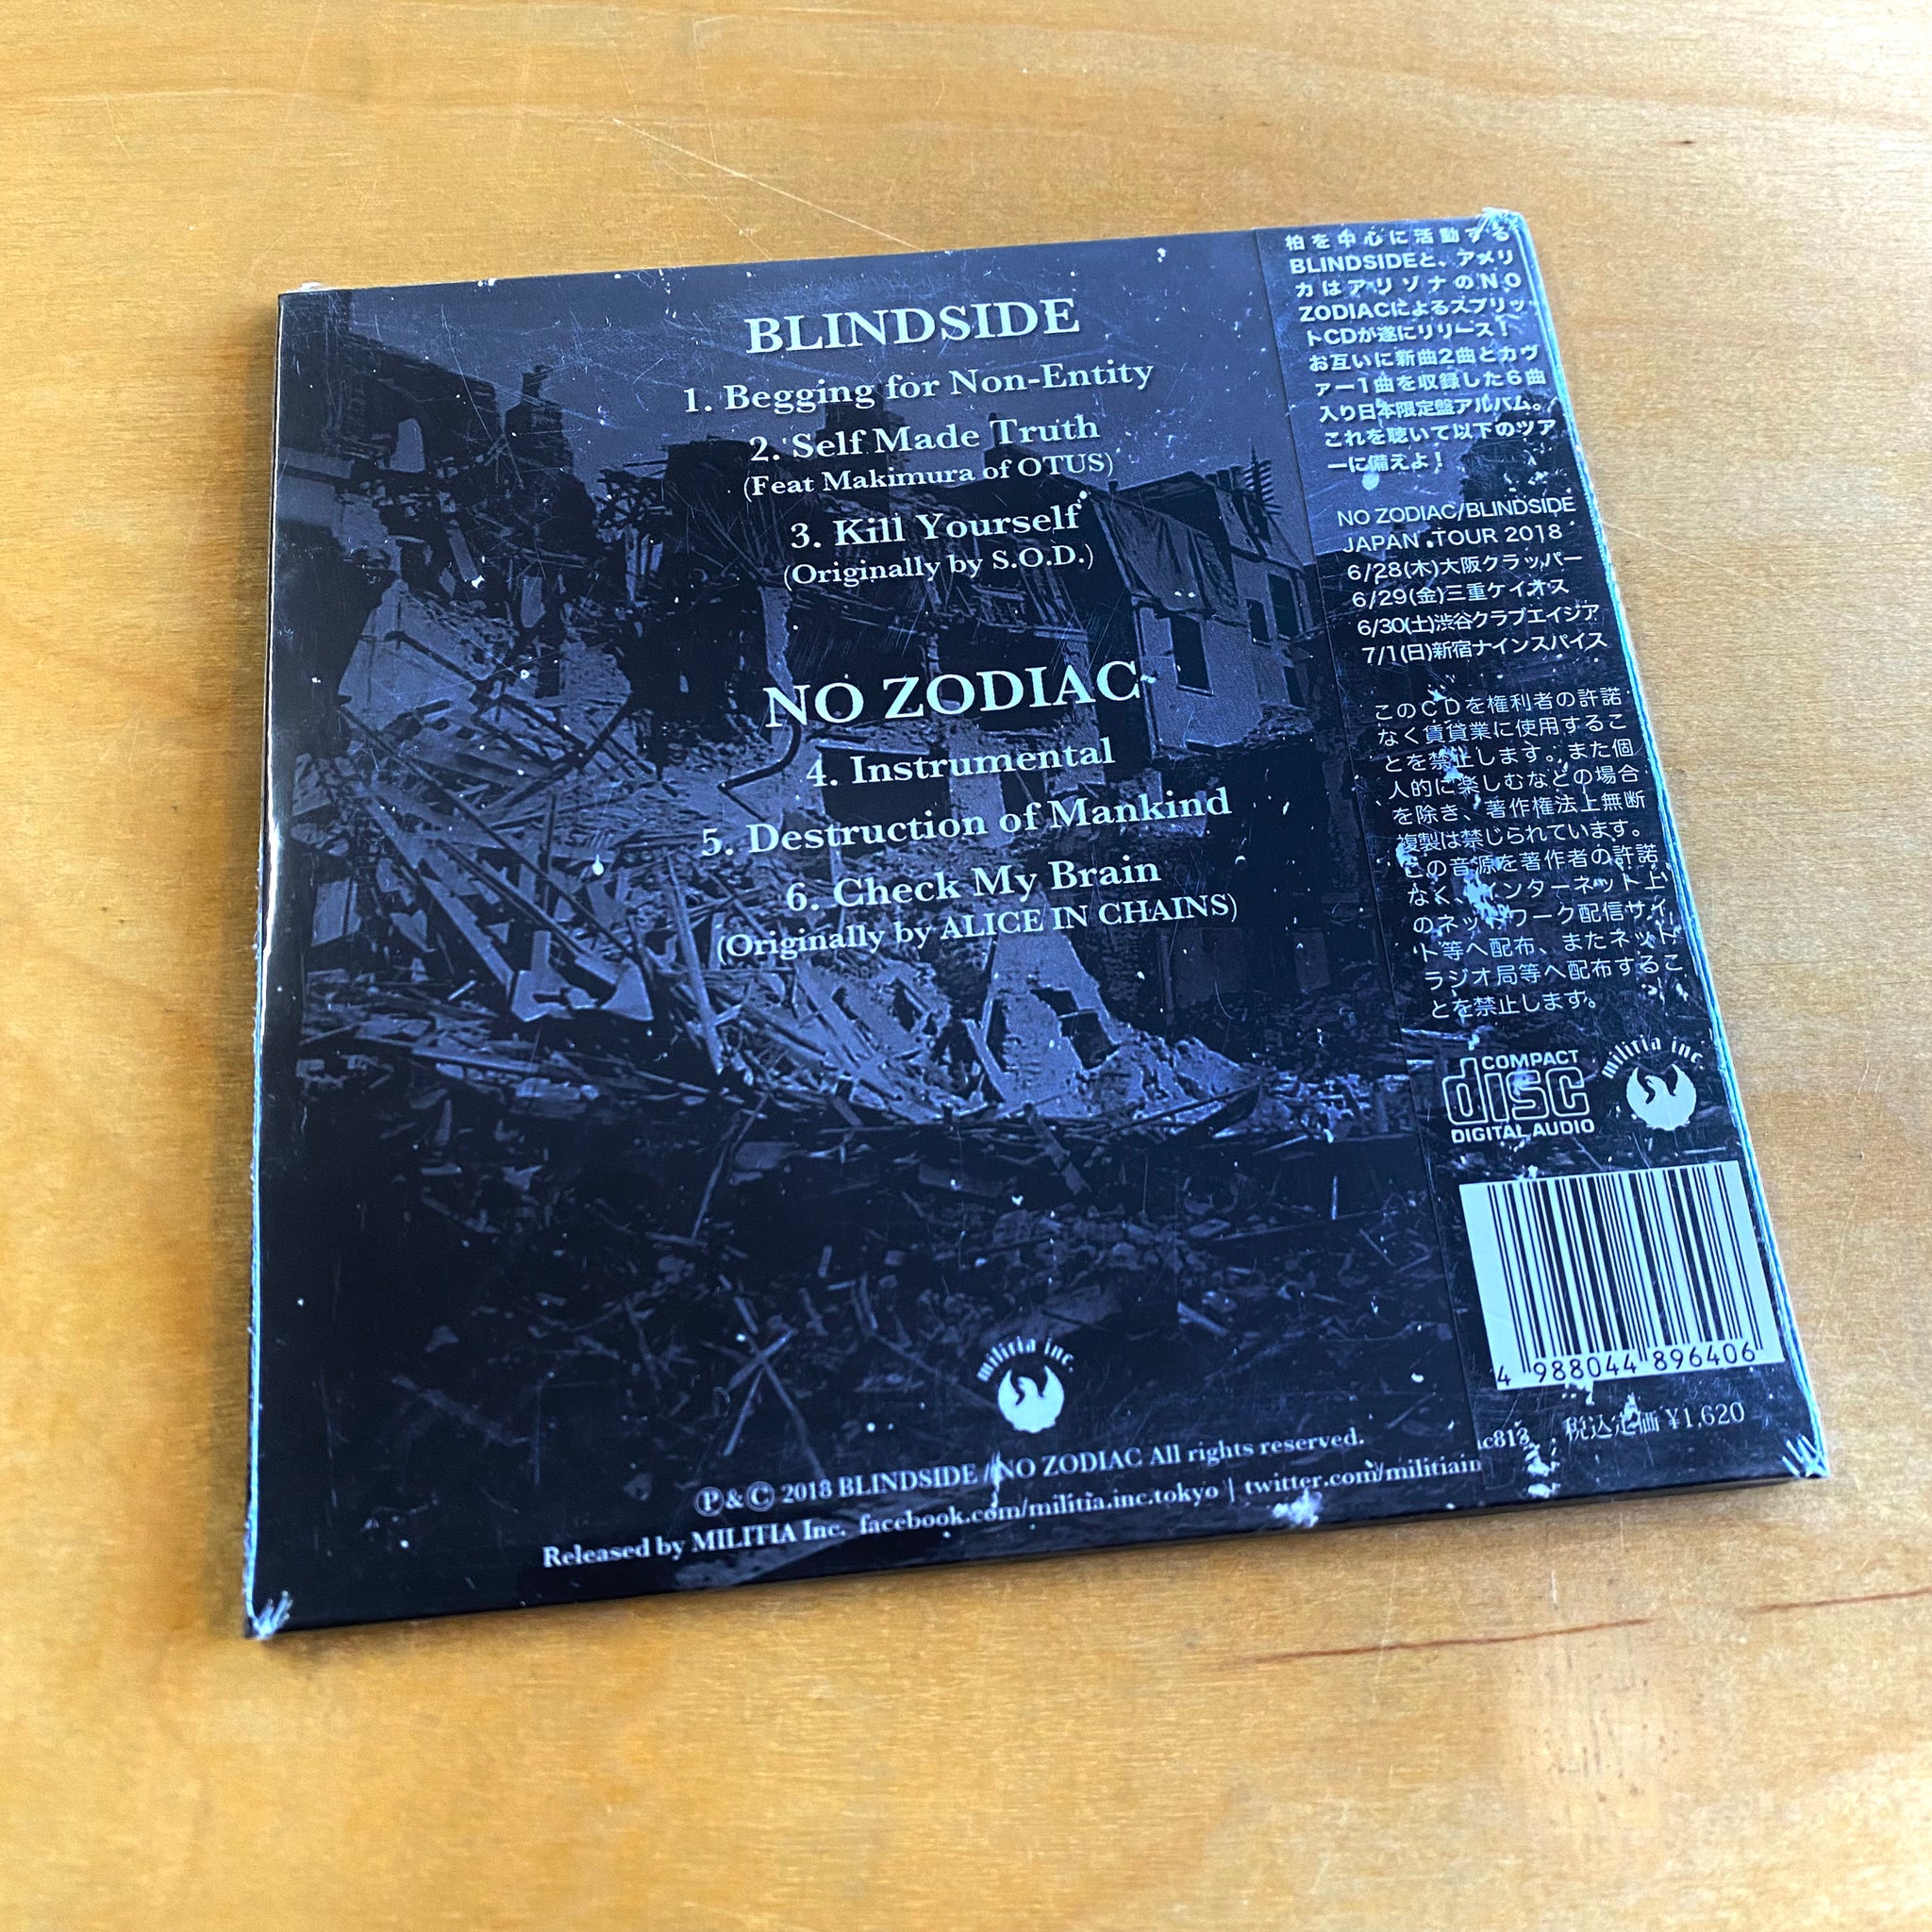 BLINDSIDE
1. Begging for Non-Entity
2. Self Made Truth
(Feat Makimura of OTUS)
3. Kill Yourself
(Originally by S.O.D.)
NO ZODIAC
4. Instrumental
5. Destruction of Mankind
6. Check My Brain
(Originally by ALICE IN CHAINS)
militia inc.
Ⓟ&Ⓒ 2018 BLINDSIDE / NO ZODIAC All rights reserved.
Released by MILITIA Inc. facebook.com/militia.inc.tokyo | twitter.com/militiain
柏を中心に活動する
BLINDSIDEと、アメリ
カはアリゾナのNO
ZODIACによるスプリッ
トCDが遂にリリース!
お互いに新曲2曲とカヴ
ァー1曲を収録した6曲
入り日本限定盤アルバム。
これを聴いて以下のツア
ーに備えよ!
NO ZODIAC/BLINDSIDE
JAPAN TOUR 2018
6/28(木)大阪クラッパー
6/29(金)三重ケイオス
6/30(土)渋谷クラブエイジア
7/1(日)新宿ナインスパイス
このCDを権利者の許諾
なく賃貸業に使用するこ
とを禁止します。また個
人的に楽しむなどの場合
を除き、著作権法上無断
複製は禁じられています。
この音源を著作者の許諾
なく、インターネット上
のネットワーク配信サイ
ト等へ配布、またネット
ラジオ局等へ配布するこ
とを禁止します。
COMPACT
disc
DIGITAL AUDIO
militia inc.
4 988044 896406
税込定価 ¥1,620